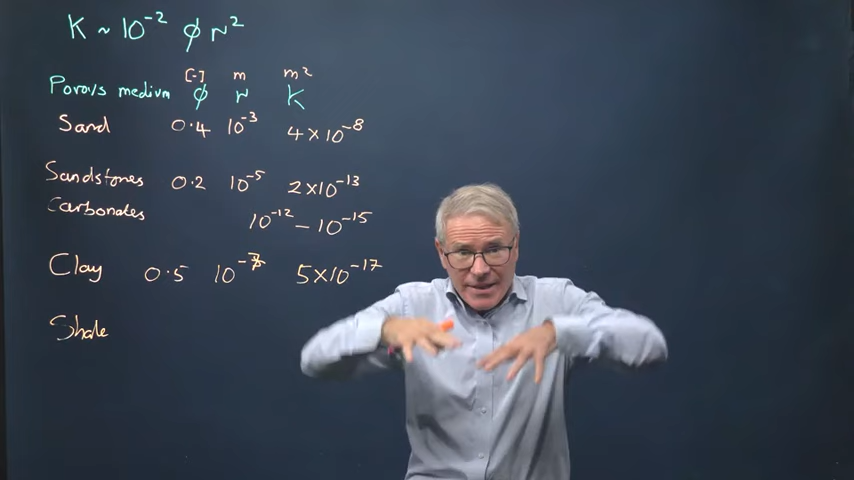 K ~ 10⁻² ϕ r²
[-] m m²
Porous medium ϕ r K
Sand 0.4 10⁻³ 4×10⁻⁸
Sandstones 0.2 10⁻⁵ 2×10⁻¹³
Carbonates 10⁻¹² – 10⁻¹⁵
Clay 0.5 10⁻⁷ 5×10⁻¹⁷
Shale